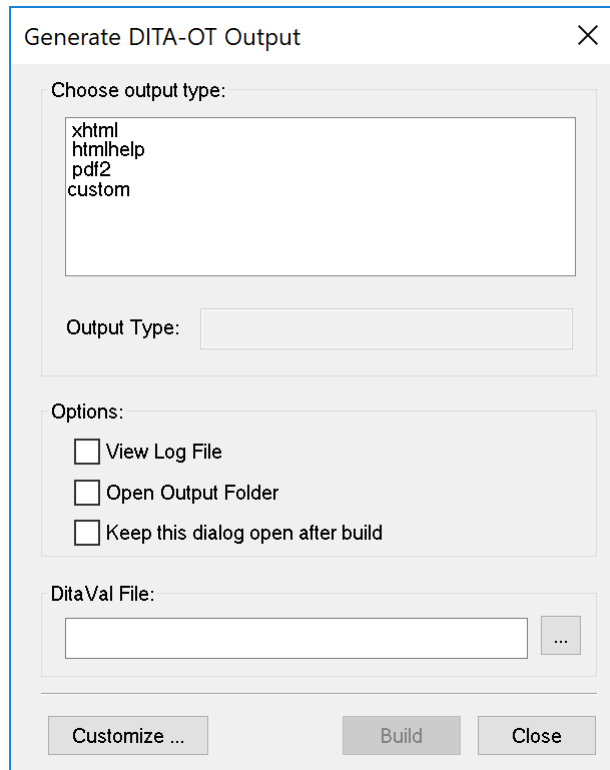 Generate DITA-OT Output
Choose output type:
xhtml
htmlhelp
pdf2
custom
Output Type:
Options:
View Log File
Open Output Folder
Keep this dialog open after build
DitaVal File:
...
Customize ...
Build
Close